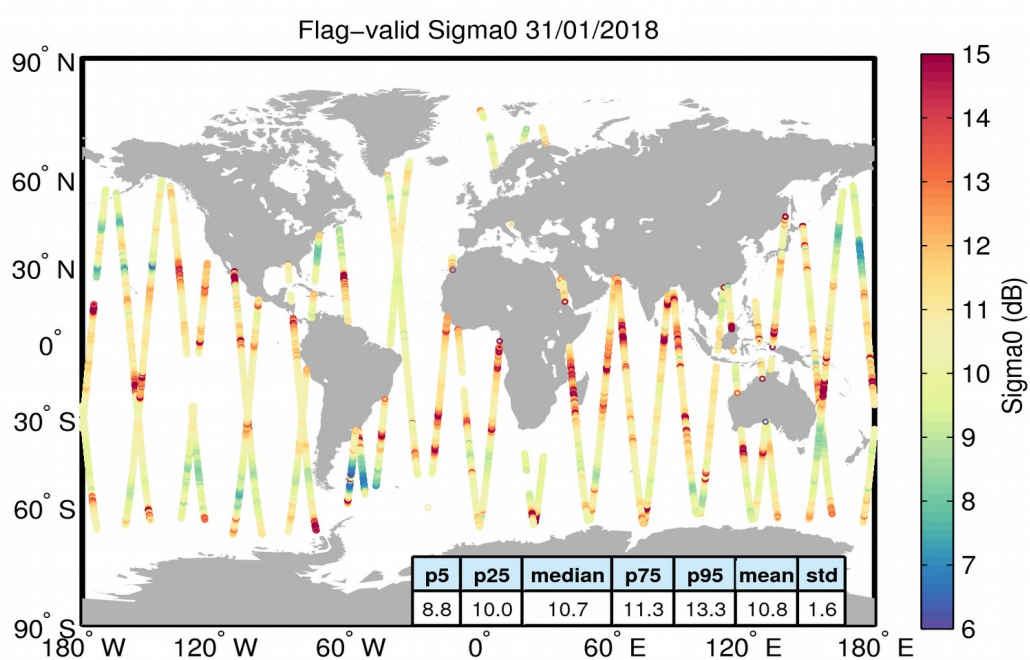 Flag−valid Sigma0 31/01/2018
90° N
60° N
30° N
0°
30° S
60° S
90° S
180° W
120° W
60° W
0°
60° E
120° E
180° E
p5 p25 median p75 p95 mean std
8.8 10.0 10.7 11.3 13.3 10.8 1.6
15
14
13
12
11
10
9
8
7
6
Sigma0 (dB)